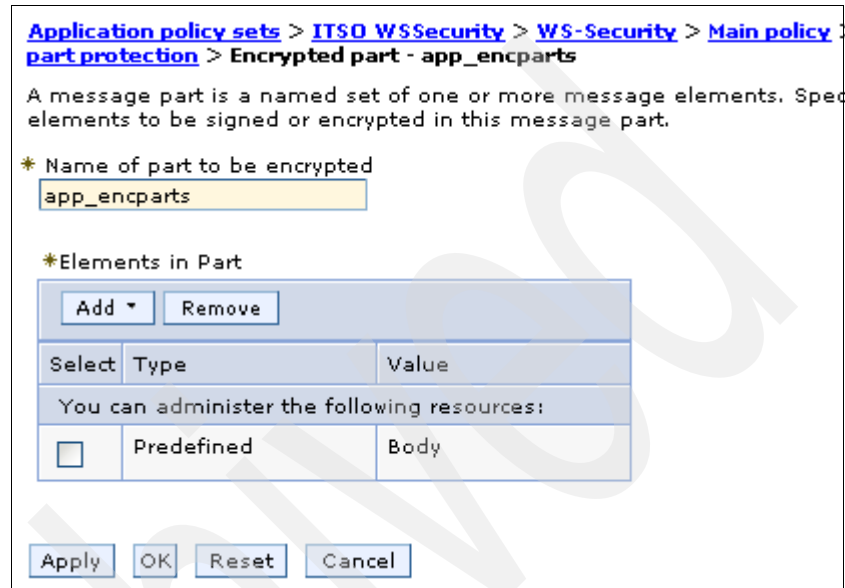 Application policy sets > ITSO WSSecurity > WS-Security > Main policy >
part protection > Encrypted part - app_encparts
A message part is a named set of one or more message elements. Spec
elements to be signed or encrypted in this message part.
* Name of part to be encrypted
app_encparts
*Elements in Part
Add Remove
Select Type Value
You can administer the following resources:
Predefined Body
Apply OK Reset Cancel